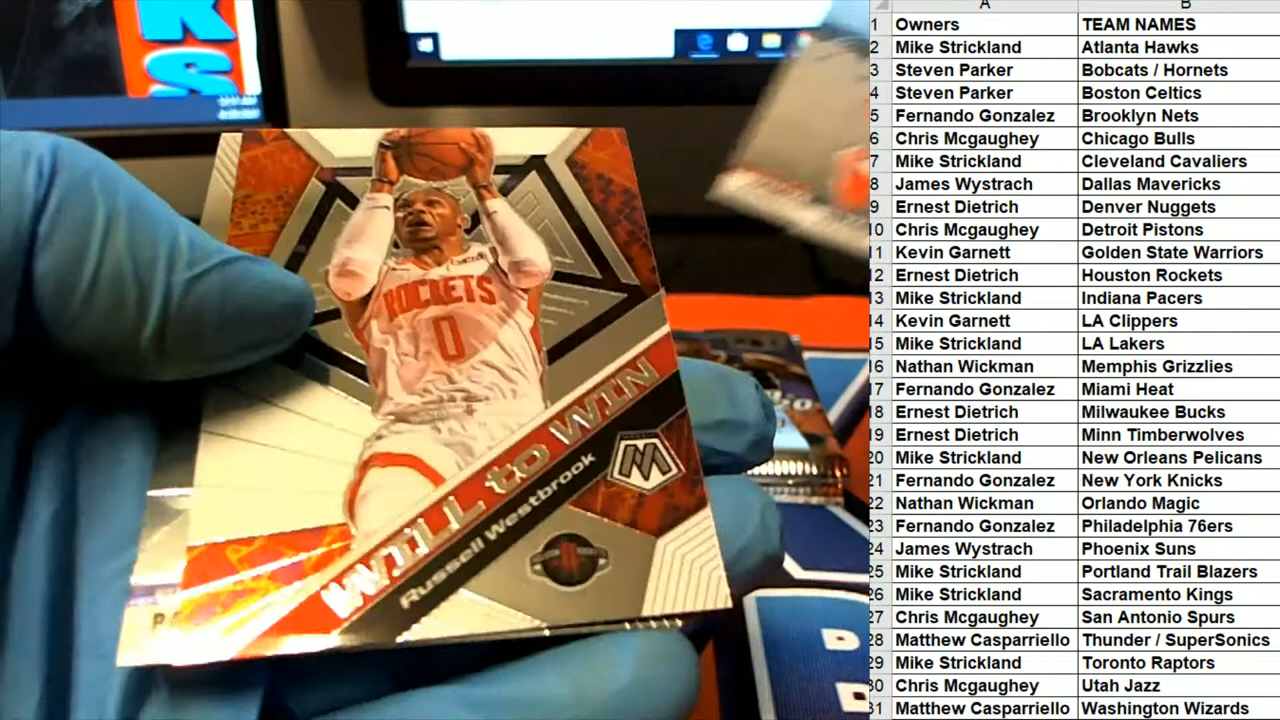 K
S
ROCKETS
0
WILL to WIN
Russell Westbrook
M
A B
1 Owners TEAM NAMES
2 Mike Strickland Atlanta Hawks
3 Steven Parker Bobcats / Hornets
4 Steven Parker Boston Celtics
5 Fernando Gonzalez Brooklyn Nets
6 Chris Mcgaughey Chicago Bulls
7 Mike Strickland Cleveland Cavaliers
8 James Wystrach Dallas Mavericks
9 Ernest Dietrich Denver Nuggets
10 Chris Mcgaughey Detroit Pistons
11 Kevin Garnett Golden State Warriors
12 Ernest Dietrich Houston Rockets
13 Mike Strickland Indiana Pacers
14 Kevin Garnett LA Clippers
15 Mike Strickland LA Lakers
16 Nathan Wickman Memphis Grizzlies
17 Fernando Gonzalez Miami Heat
18 Ernest Dietrich Milwaukee Bucks
19 Ernest Dietrich Minn Timberwolves
20 Mike Strickland New Orleans Pelicans
21 Fernando Gonzalez New York Knicks
22 Nathan Wickman Orlando Magic
23 Fernando Gonzalez Philadelphia 76ers
24 James Wystrach Phoenix Suns
25 Mike Strickland Portland Trail Blazers
26 Mike Strickland Sacramento Kings
27 Chris Mcgaughey San Antonio Spurs
28 Matthew Casparriello Thunder / SuperSonics
29 Mike Strickland Toronto Raptors
30 Chris Mcgaughey Utah Jazz
31 Matthew Casparriello Washington Wizards